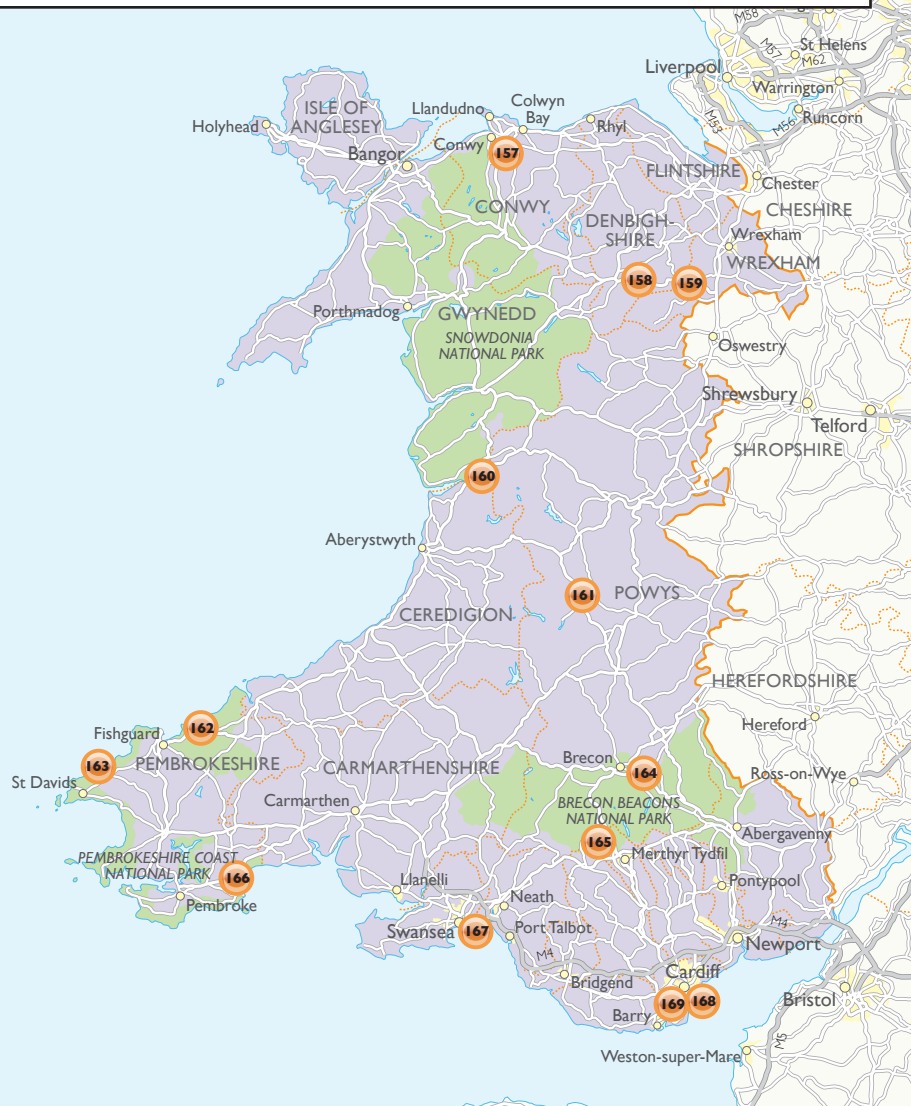 M58
St Helens
M57
M62
Liverpool
Warrington
Runcorn
M53
M56
ISLE OF
ANGLESEY
Holyhead
Llandudno
Colwyn
Bay
Rhyl
Conwy
157
Bangor
FLINTSHIRE
Chester
CHESHIRE
CONWY
DENBIGH-
SHIRE
Wrexham
WREXHAM
158
159
Porthmadog
GWYNEDD
SNOWDONIA
NATIONAL PARK
Oswestry
Shrewsbury
Telford
SHROPSHIRE
160
Aberystwyth
161
POWYS
CEREDIGION
HEREFORDSHIRE
Hereford
162
Fishguard
163
PEMBROKESHIRE
CARMARTHENSHIRE
Brecon
164
St Davids
Ross-on-Wye
Carmarthen
BRECON BEACONS
NATIONAL PARK
Abergavenny
165
Merthyr Tydfil
PEMBROKESHIRE COAST
NATIONAL PARK
166
Llanelli
Pontypool
Pembroke
Neath
Swansea
167
Port Talbot
M4
Newport
M4
Cardiff
Bridgend
169
168
Bristol
Barry
M5
Weston-super-Mare